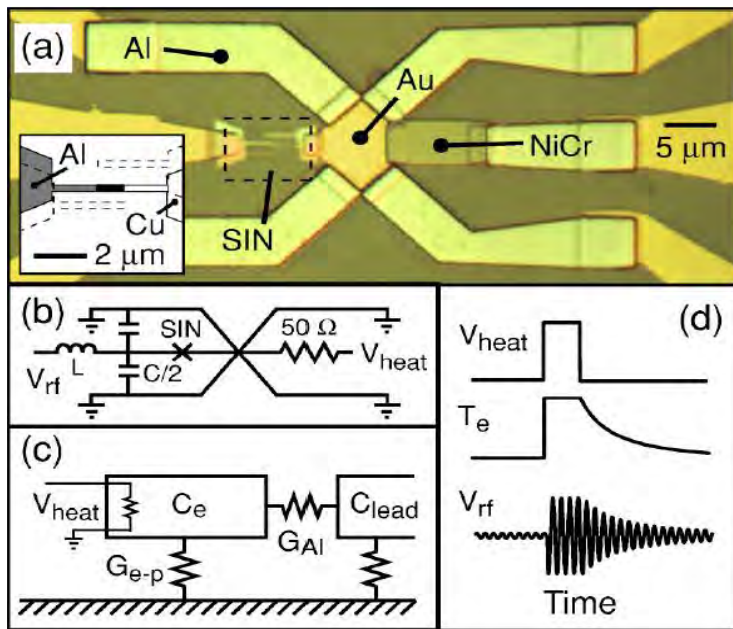 (a)
Al
Au
NiCr
5 μm
Al
Cu
2 μm
SIN
(b)
SIN
50 Ω
V_heat
V_rf
L
C/2
(c)
V_heat
C_e
G_Al
C_lead
G_e-p
(d)
V_heat
T_e
V_rf
Time